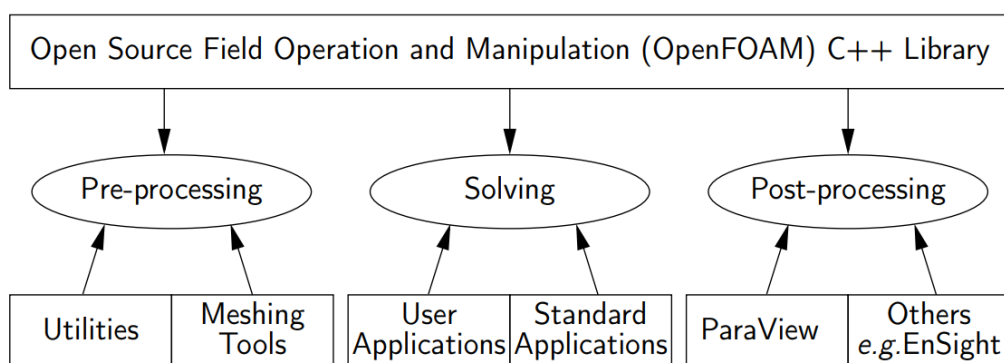 Open Source Field Operation and Manipulation (OpenFOAM) C++ Library
Pre-processing
Solving
Post-processing
Utilities
Meshing
Tools
User
Applications
Standard
Applications
ParaView
Others
e.g.EnSight